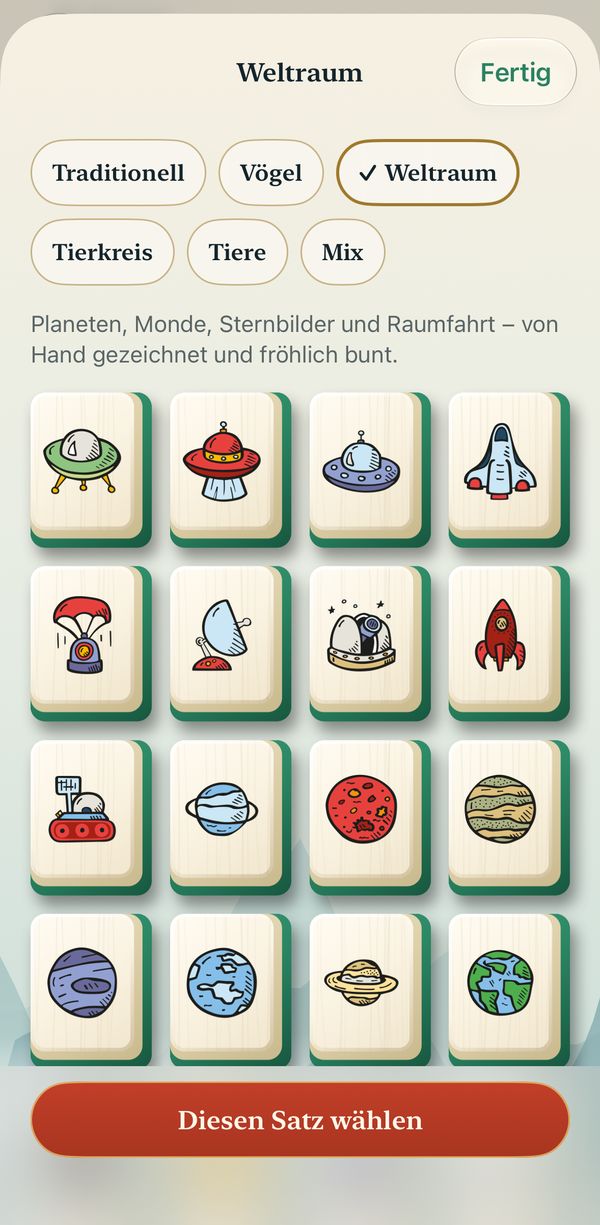 Weltraum
Fertig
Traditionell
Vögel
✓ Weltraum
Tierkreis
Tiere
Mix
Planeten, Monde, Sternbilder und Raumfahrt – von
Hand gezeichnet und fröhlich bunt.
Diesen Satz wählen